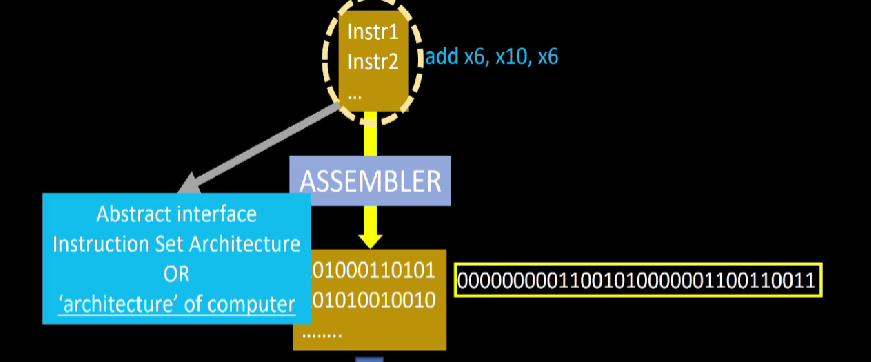 Instr1
Instr2
...
add x6, x10, x6
ASSEMBLER
Abstract interface
Instruction Set Architecture
OR
'architecture' of computer
01000110101
01010010010
........
00000000011001010000001100110011